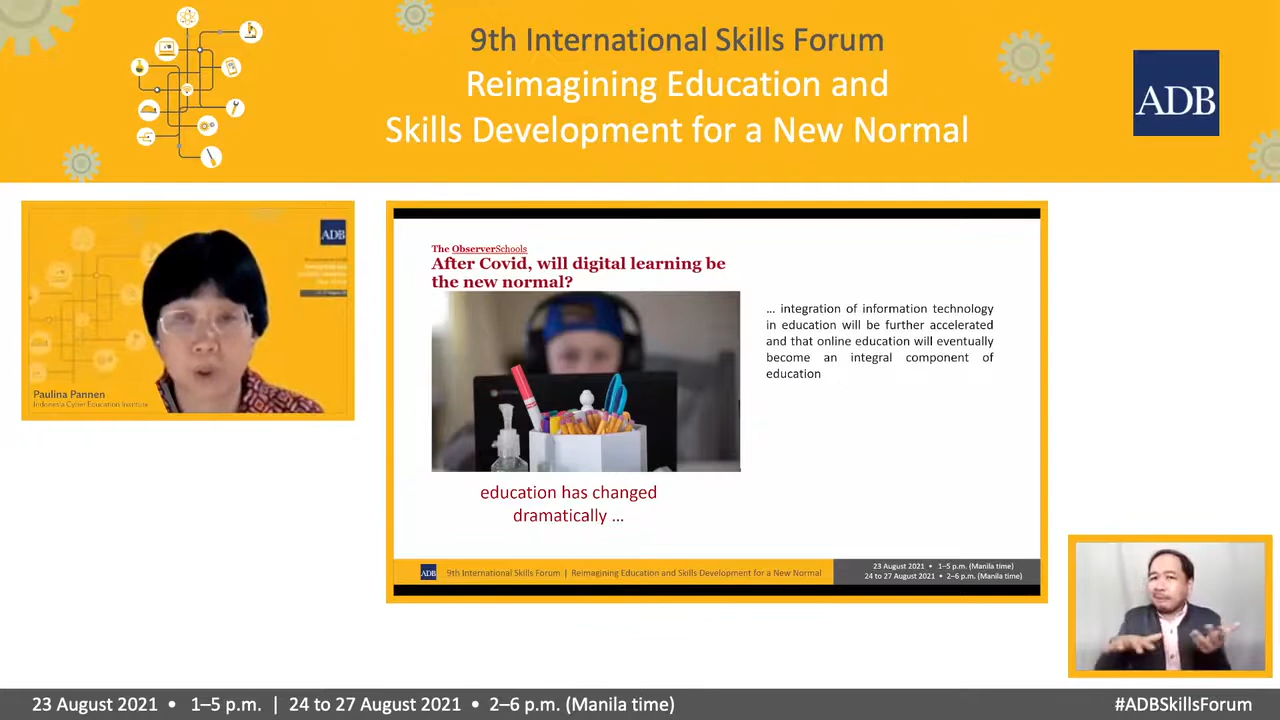 9th International Skills Forum
Reimagining Education and
Skills Development for a New Normal
ADB
ADB
Paulina Pannen
Indonesia Cyber Education Institute
The ObserverSchools
After Covid, will digital learning be
the new normal?
… integration of information technology
in education will be further accelerated
and that online education will eventually
become an integral component of
education
education has changed
dramatically …
ADB 9th International Skills Forum | Reimagining Education and Skills Development for a New Normal
23 August 2021 • 1–5 p.m. (Manila time)
24 to 27 August 2021 • 2–6 p.m. (Manila time)
23 August 2021 • 1–5 p.m. | 24 to 27 August 2021 • 2–6 p.m. (Manila time)
#ADBSkillsForum